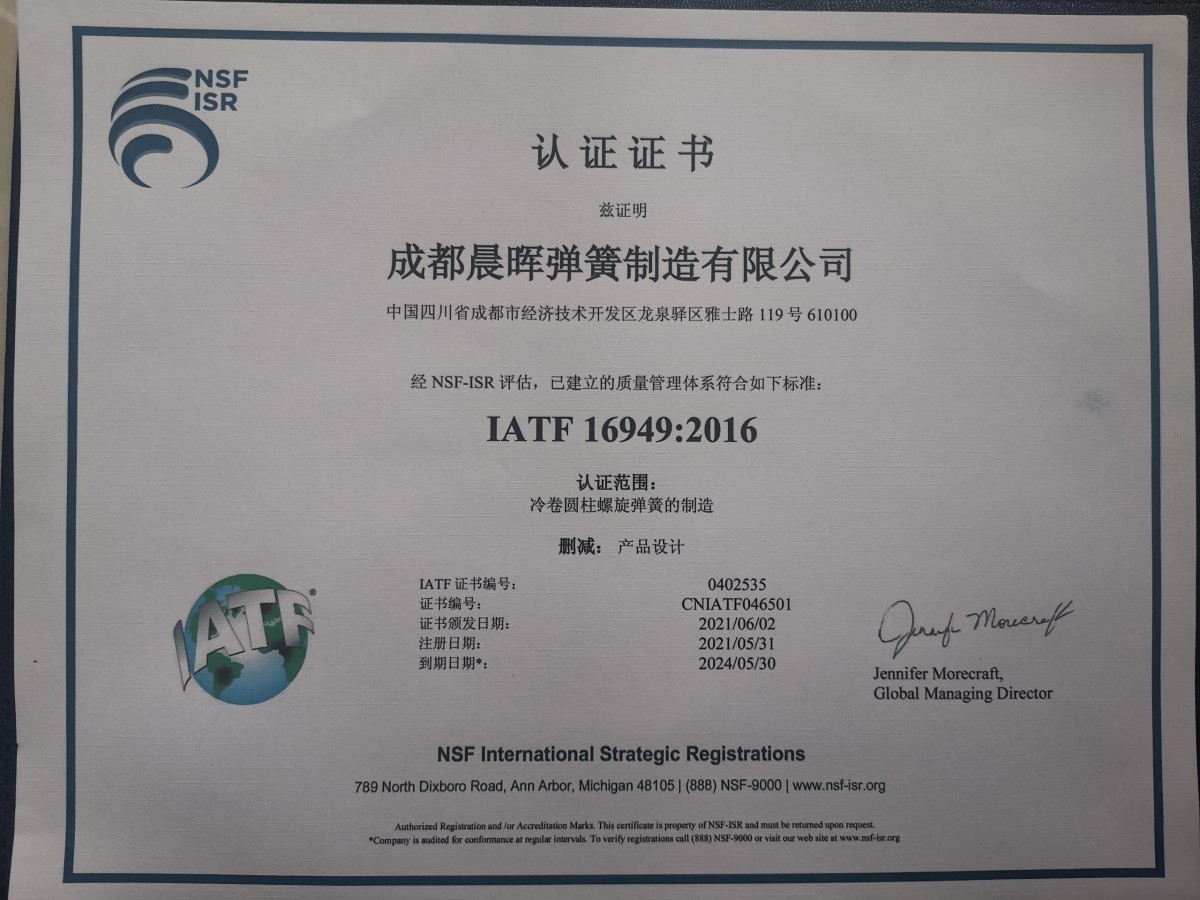 NSF
ISR
认证证书
兹证明
成都晨晖弹簧制造有限公司
中国四川省成都市经济技术开发区龙泉驿区雅士路 119 号 610100
经 NSF-ISR 评估，已建立的质量管理体系符合如下标准：
IATF 16949:2016
认证范围：
冷卷圆柱螺旋弹簧的制造
删减： 产品设计
IATF 证书编号： 0402535
证书编号： CNIATF046501
证书颁发日期： 2021/06/02
注册日期： 2021/05/31
到期日期*： 2024/05/30
IATF®
Jennifer Morecraft
Jennifer Morecraft,
Global Managing Director
NSF International Strategic Registrations
789 North Dixboro Road, Ann Arbor, Michigan 48105 | (888) NSF-9000 | www.nsf-isr.org
Authorized Registration and /or Accreditation Marks. This certificate is property of NSF-ISR and must be returned upon request.
*Company is audited for conformance at regular intervals. To verify registrations call (888) NSF-9000 or visit our web site at www.nsf-isr.org